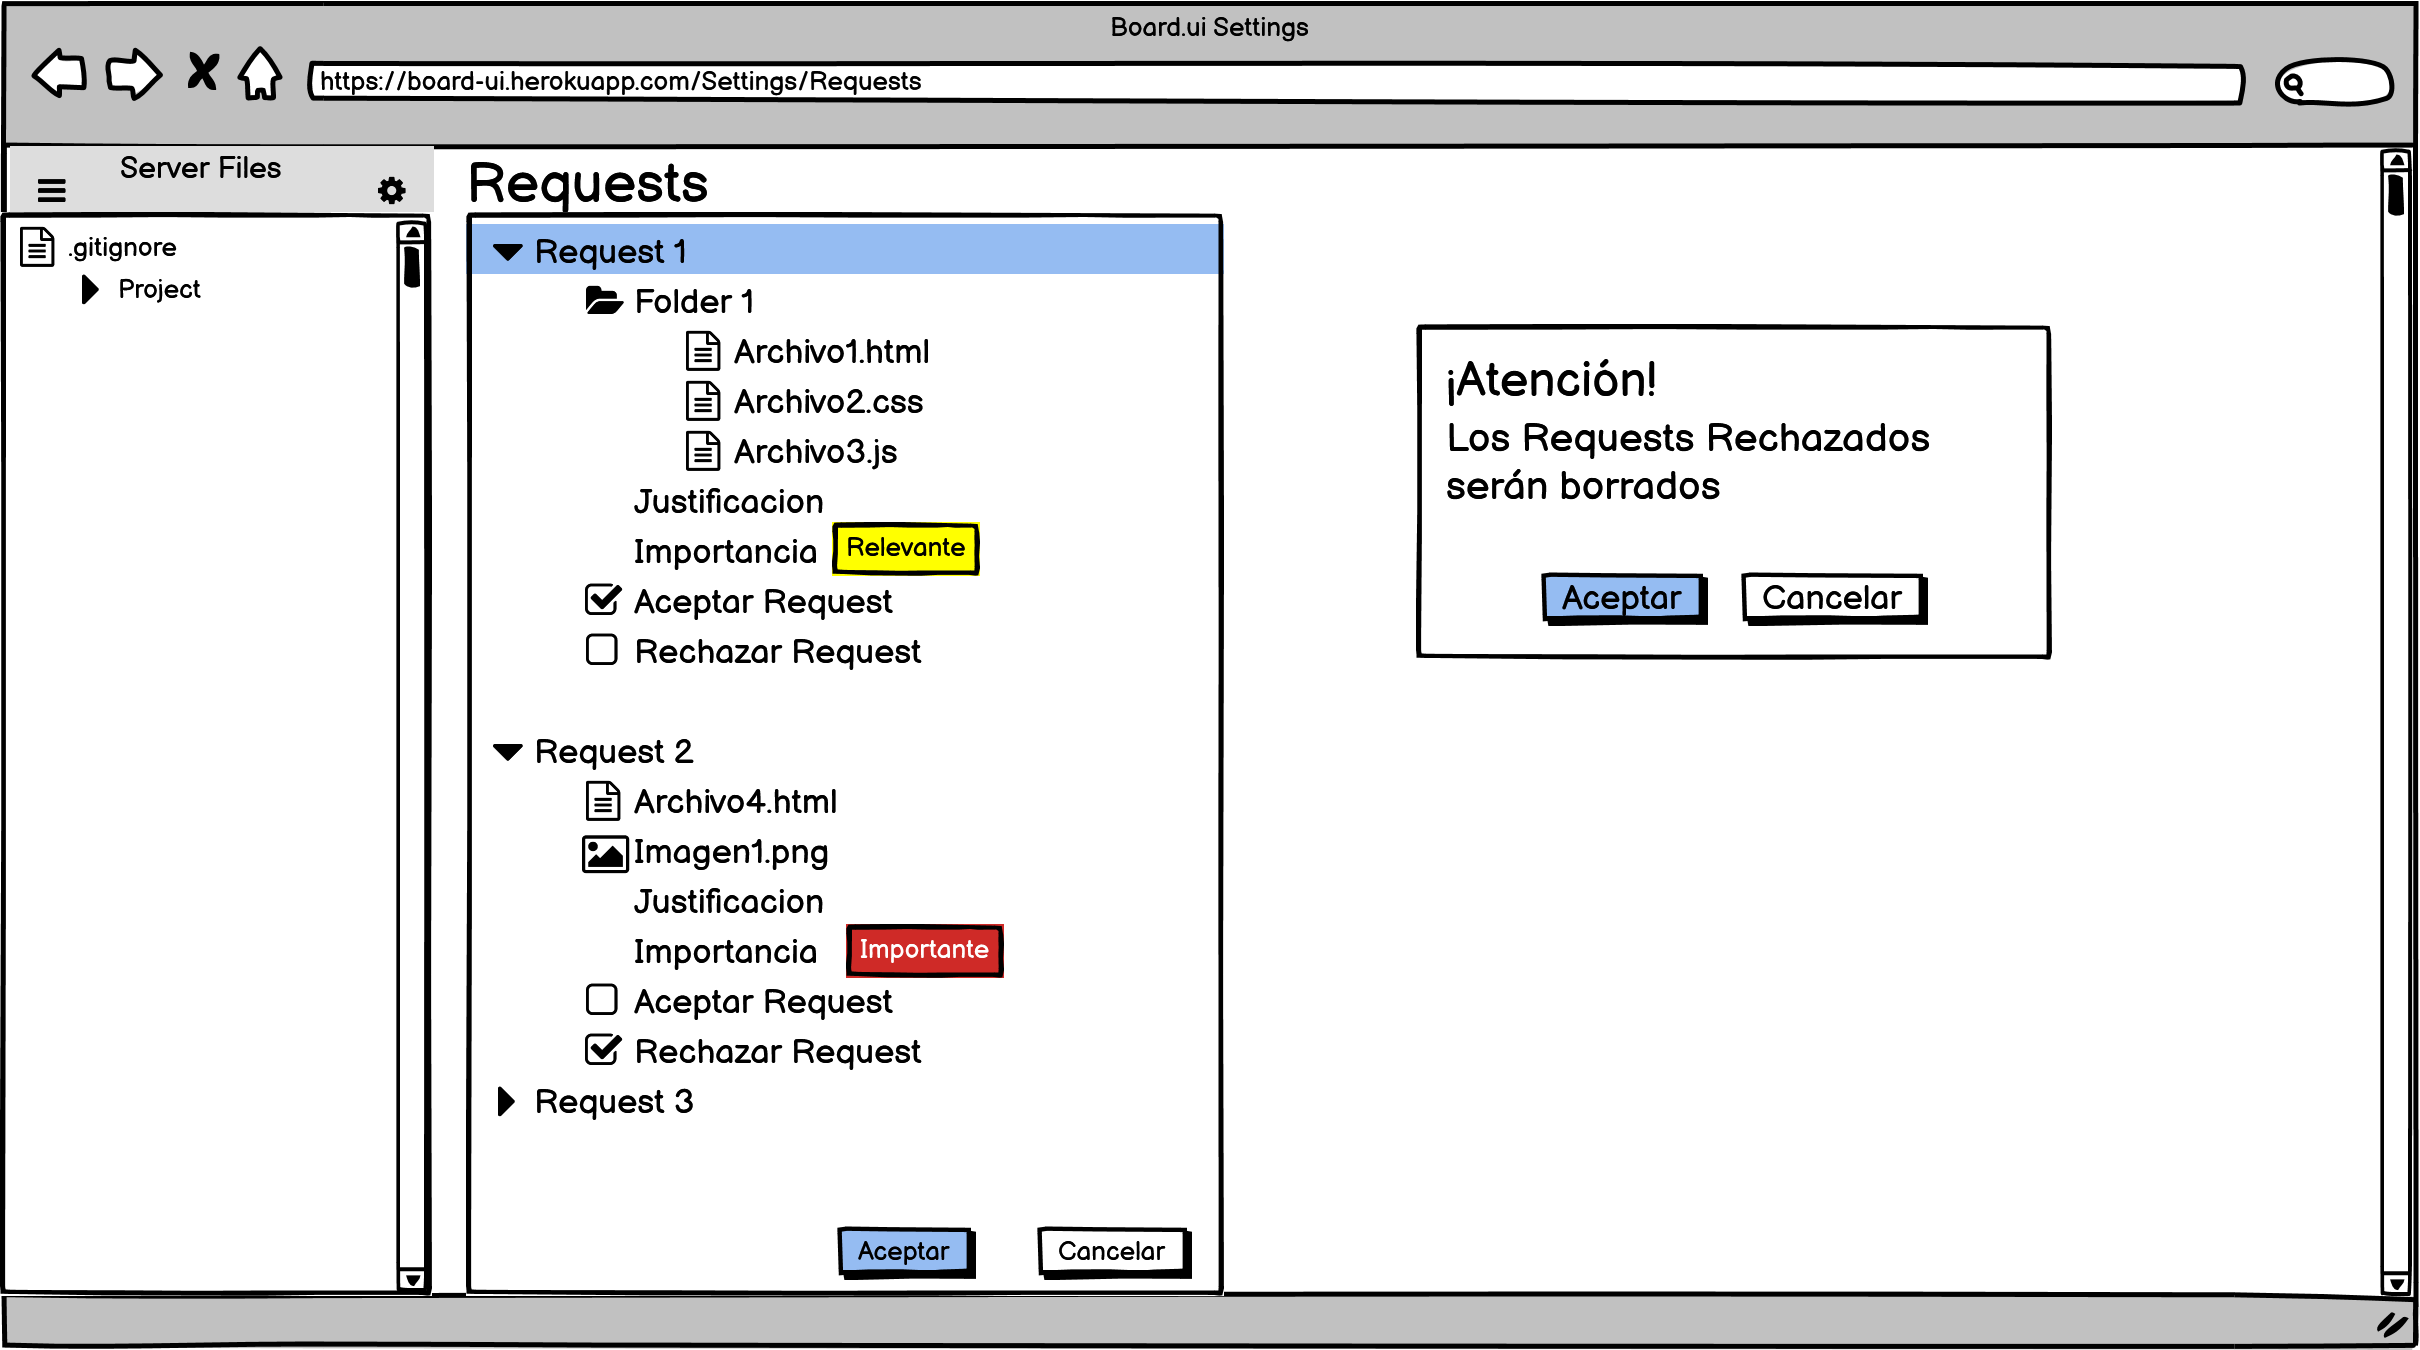 Board.ui Settings
https://board-ui.herokuapp.com/Settings/Requests
Server Files
.gitignore
Project
Requests
Request 1
Folder 1
Archivo1.html
Archivo2.css
Archivo3.js
Justificacion
Importancia Relevante
Aceptar Request
Rechazar Request
Request 2
Archivo4.html
Imagen1.png
Justificacion
Importancia Importante
Aceptar Request
Rechazar Request
Request 3
Aceptar Cancelar
¡Atención!
Los Requests Rechazados
serán borrados
Aceptar Cancelar